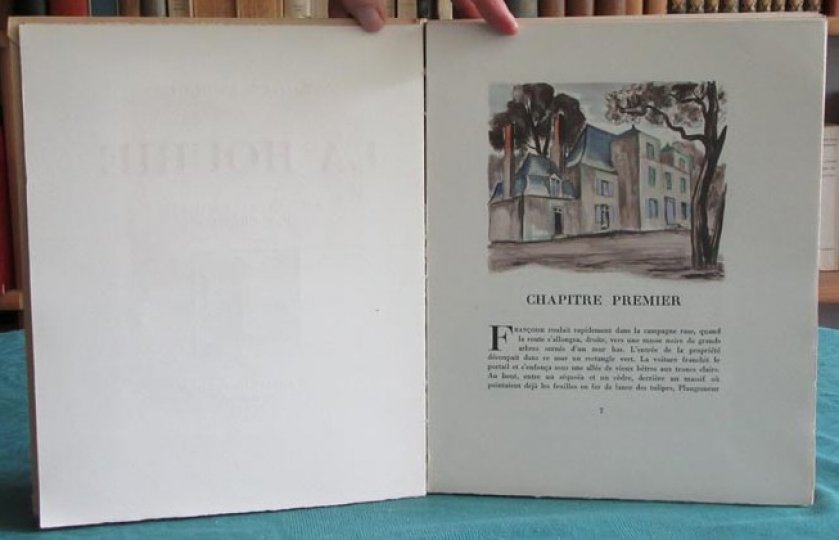 CHAPITRE PREMIER
FRANÇOISE roulait rapidement dans la campagne rase, quand
la route s'allongea, droite, vers une masse noire de grands
arbres cernés d'un mur bas. L'entrée de la propriété
découpait dans ce mur un rectangle vert. La voiture franchit le
portail et s'enfonça sous une allée de vieux hêtres aux troncs clairs.
Au bout, entre un séquoia et un cèdre, derrière un massif où
pointaient déjà les feuilles en fer de lance des tulipes, Plaugemont
7